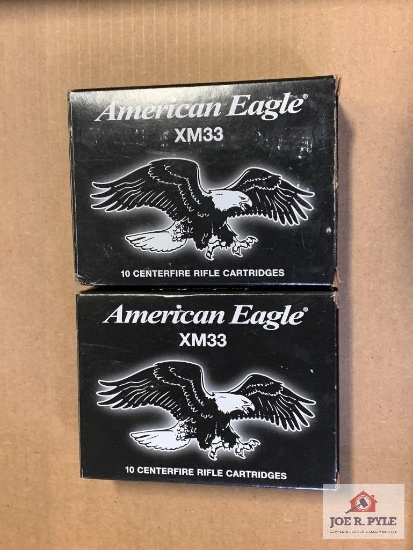 American Eagle®
XM33
10 CENTERFIRE RIFLE CARTRIDGES
American Eagle®
XM33
10 CENTERFIRE RIFLE CARTRIDGES
JOE R. PYLE